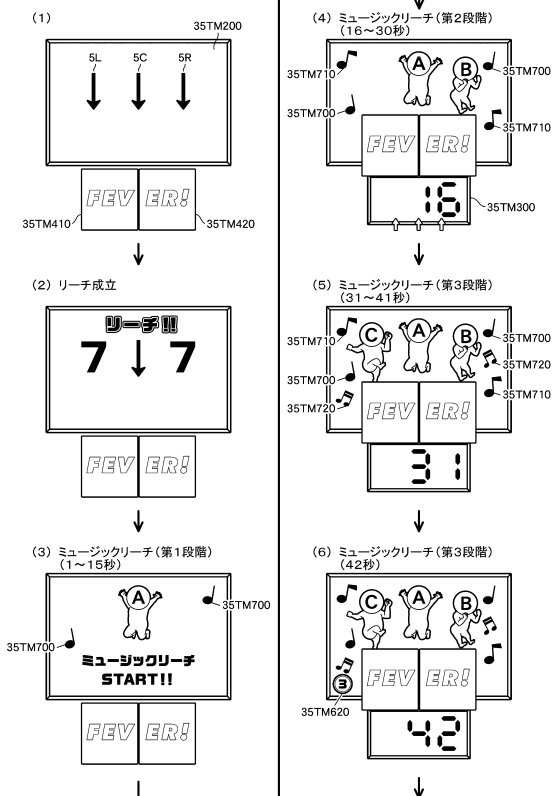 (1)
35TM200
5L 5C 5R
FEV ER!
35TM410
35TM420
(2) リーチ成立
リーチ!!
7 7
FEV ER!
(3) ミュージックリーチ(第1段階)
(1~15秒)
A
35TM700
35TM700
ミュージックリーチ
START!!
FEV ER!
(4) ミュージックリーチ(第2段階)
(16~30秒)
A
B
35TM710
35TM700
35TM700
35TM710
FEV ER!
16
35TM300
(5) ミュージックリーチ(第3段階)
(31~41秒)
35TM710
C A B
35TM700
35TM720
35TM700
35TM710
35TM720
FEV ER!
31
(6) ミュージックリーチ(第3段階)
(42秒)
C A B
FEV ER!
3
35TM620
42